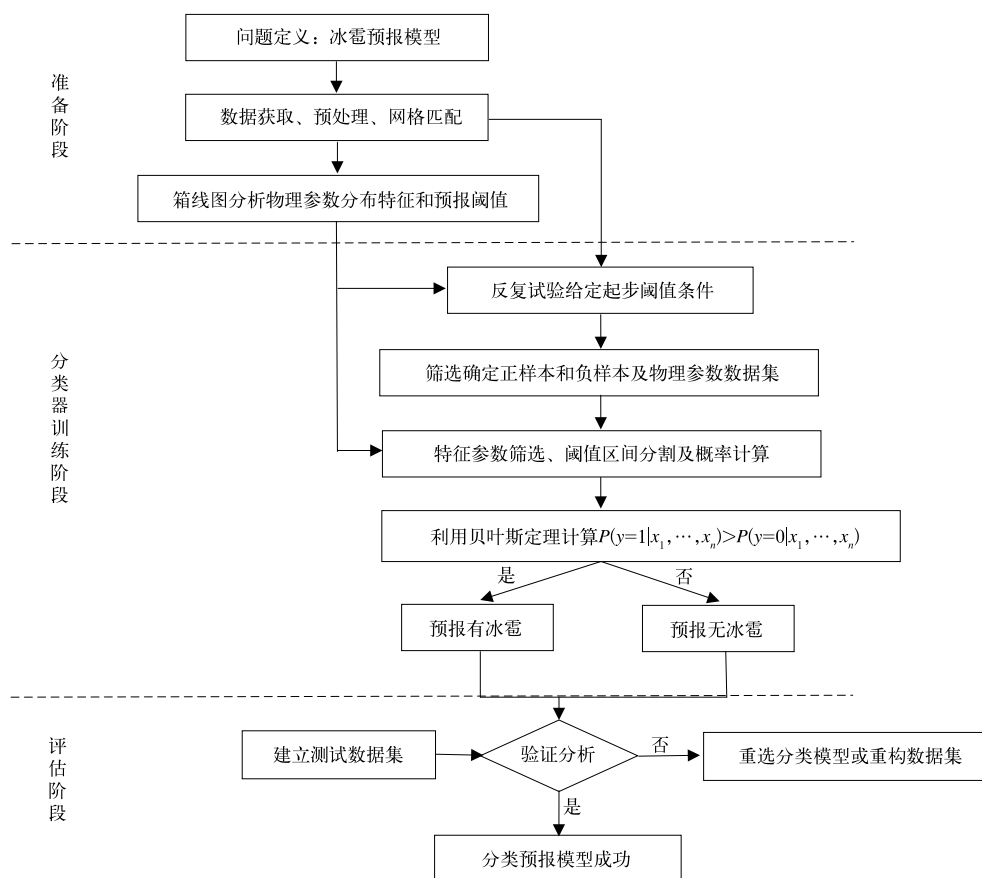 准备阶段
问题定义：冰雹预报模型
数据获取、预处理、网格匹配
箱线图分析物理参数分布特征和预报阈值
分类器训练阶段
反复试验给定起步阈值条件
筛选确定正样本和负样本及物理参数数据集
特征参数筛选、阈值区间分割及概率计算
利用贝叶斯定理计算P(y=1|x₁,…,xₙ)>P(y=0|x₁,…,xₙ)
是
否
预报有冰雹
预报无冰雹
评估阶段
建立测试数据集
验证分析
否
重选分类模型或重构数据集
是
分类预报模型成功